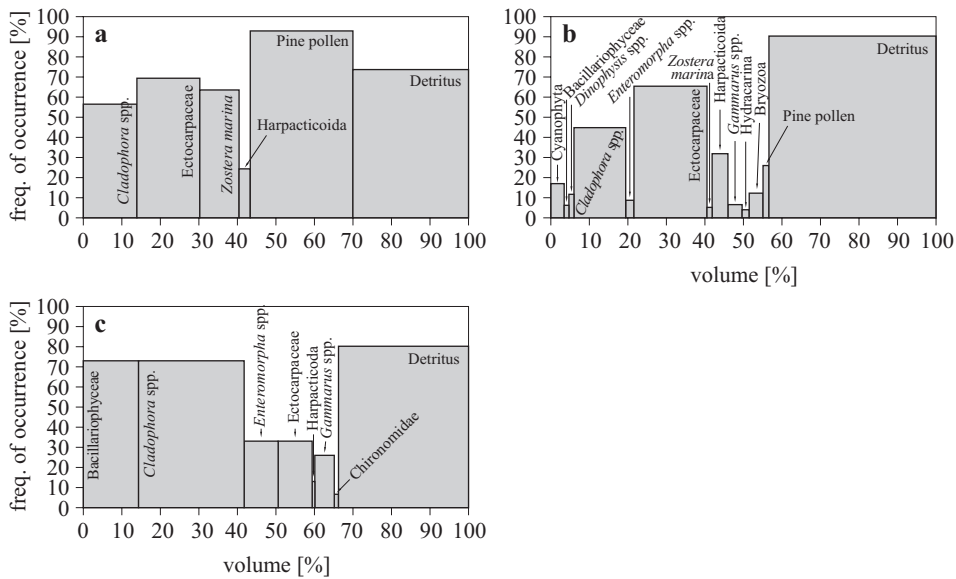 freq. of occurrence [%]
100
90
80
70
60
50
40
30
20
10
0
a
Cladophora spp.
Ectocarpaceae
Zostera marina
Pine pollen
Harpacticoida
Detritus
0 10 20 30 40 50 60 70 80 90 100
100
90
80
70
60
50
40
30
20
10
0
b
Cyanophyta
Bacillariophyceae
Dinophysis spp.
Cladophora spp.
Enteromorpha spp.
Ectocarpaceae
Zostera
marina
Harpacticoida
Gammarus spp.
Hydracarina
Bryozoa
Pine pollen
Detritus
0 10 20 30 40 50 60 70 80 90 100
volume [%]
freq. of occurrence [%]
100
90
80
70
60
50
40
30
20
10
0
c
Bacillariophyceae
Cladophora spp.
Enteromorpha spp.
Ectocarpaceae
Harpacticoda
Gammarus spp.
Chironomidae
Detritus
0 10 20 30 40 50 60 70 80 90 100
volume [%]